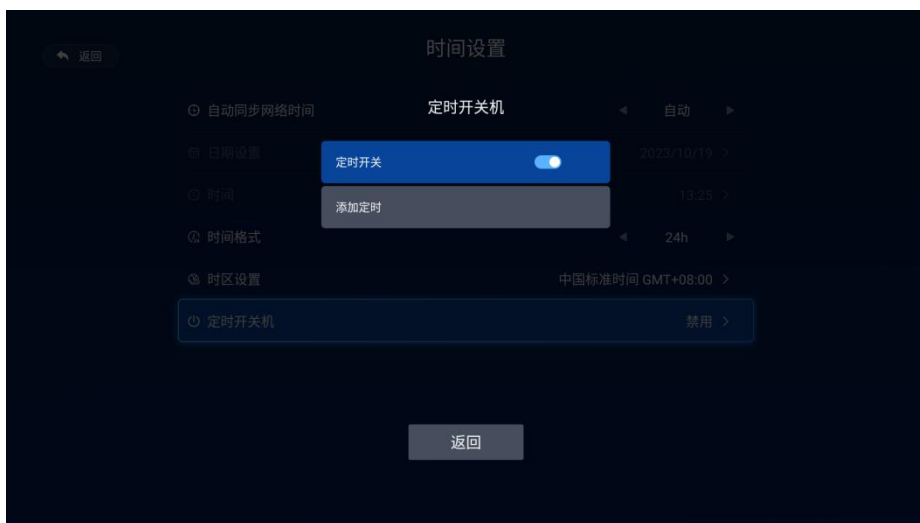 返回
时间设置
自动同步网络时间
自动
定时开关机
日期设置
2023/10/19
定时开关
时间
13:25
添加定时
时间格式
24h
时区设置
中国标准时间 GMT+08:00
定时开关机
禁用
返回